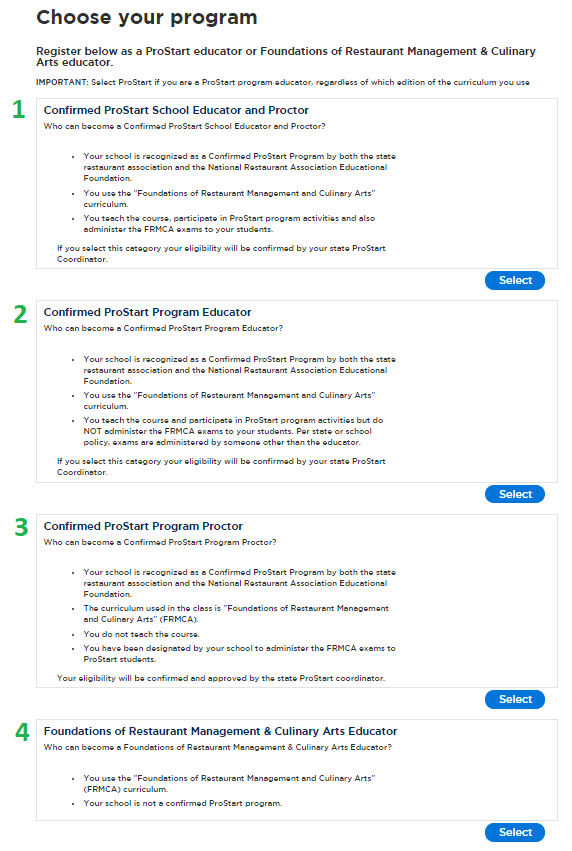 Choose your program
Register below as a ProStart educator or Foundations of Restaurant Management & Culinary
Arts educator.
IMPORTANT: Select ProStart if you are a ProStart program educator, regardless of which edition of the curriculum you use
1
Confirmed ProStart School Educator and Proctor
Who can become a Confirmed ProStart School Educator and Proctor?
• Your school is recognized as a Confirmed ProStart Program by both the state
restaurant association and the National Restaurant Association Educational
Foundation.
• You use the "Foundations of Restaurant Management and Culinary Arts"
curriculum.
• You teach the course, participate in ProStart program activities and also
administer the FRMCA exams to your students.
If you select this category your eligibility will be confirmed by your state ProStart
Coordinator.
Select
2
Confirmed ProStart Program Educator
Who can become a Confirmed ProStart Program Educator?
• Your school is recognized as a Confirmed ProStart Program by both the state
restaurant association and the National Restaurant Association Educational
Foundation.
• You use the "Foundations of Restaurant Management and Culinary Arts"
curriculum.
• You teach the course and participate in ProStart program activities but do
NOT administer the FRMCA exams to your students. Per state or school
policy, exams are administered by someone other than the educator.
If you select this category your eligibility will be confirmed by your state ProStart
Coordinator.
Select
3
Confirmed ProStart Program Proctor
Who can become a Confirmed ProStart Program Proctor?
• Your school is recognized as a Confirmed ProStart Program by both the state
restaurant association and the National Restaurant Association Educational
Foundation.
• The curriculum used in the class is "Foundations of Restaurant Management
and Culinary Arts" (FRMCA).
• You do not teach the course.
• You have been designated by your school to administer the FRMCA exams to
ProStart students.
Your eligibility will be confirmed and approved by the state ProStart coordinator.
Select
4
Foundations of Restaurant Management & Culinary Arts Educator
Who can become a Foundations of Restaurant Management & Culinary Arts Educator?
• You use the "Foundations of Restaurant Management and Culinary Arts"
(FRMCA) curriculum.
• Your school is not a confirmed ProStart program.
Select